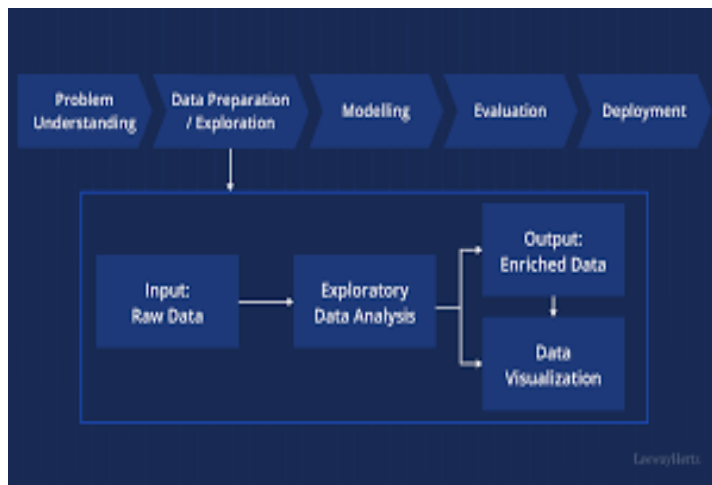 Problem
Understanding
Data Preparation
/ Exploration
Modelling
Evaluation
Deployment
Input:
Raw Data
Exploratory
Data Analysis
Output:
Enriched Data
Data
Visualization
LeewayHertz